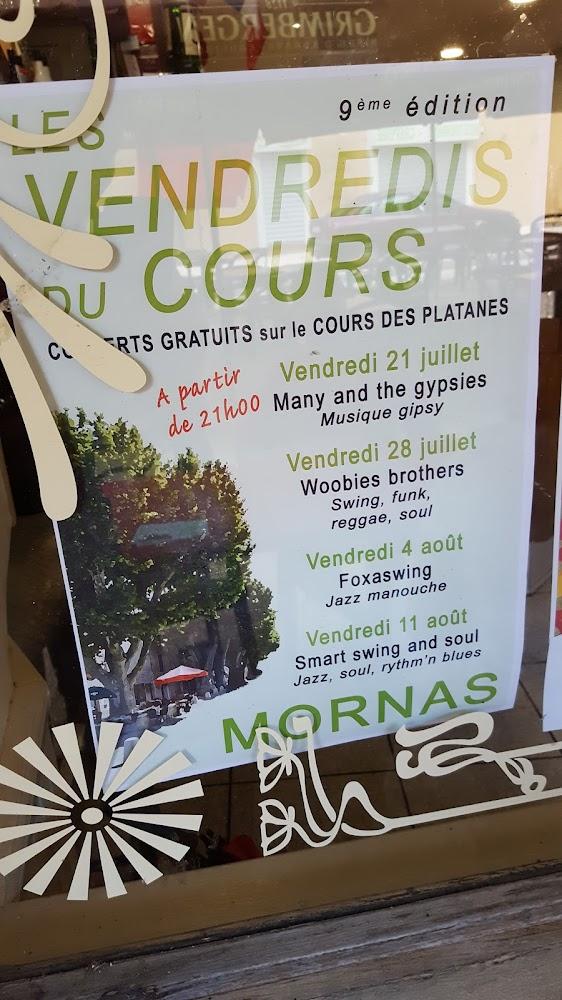 GRIMBERGEN
9ème édition
LES
VENDREDIS
DU COURS
CONCERTS GRATUITS sur le COURS DES PLATANES
A partir
de 21h00
Vendredi 21 juillet
Many and the gypsies
Musique gipsy
Vendredi 28 juillet
Woobies brothers
Swing, funk,
reggae, soul
Vendredi 4 août
Foxaswing
Jazz manouche
Vendredi 11 août
Smart swing and soul
Jazz, soul, rythm'n blues
MORNAS